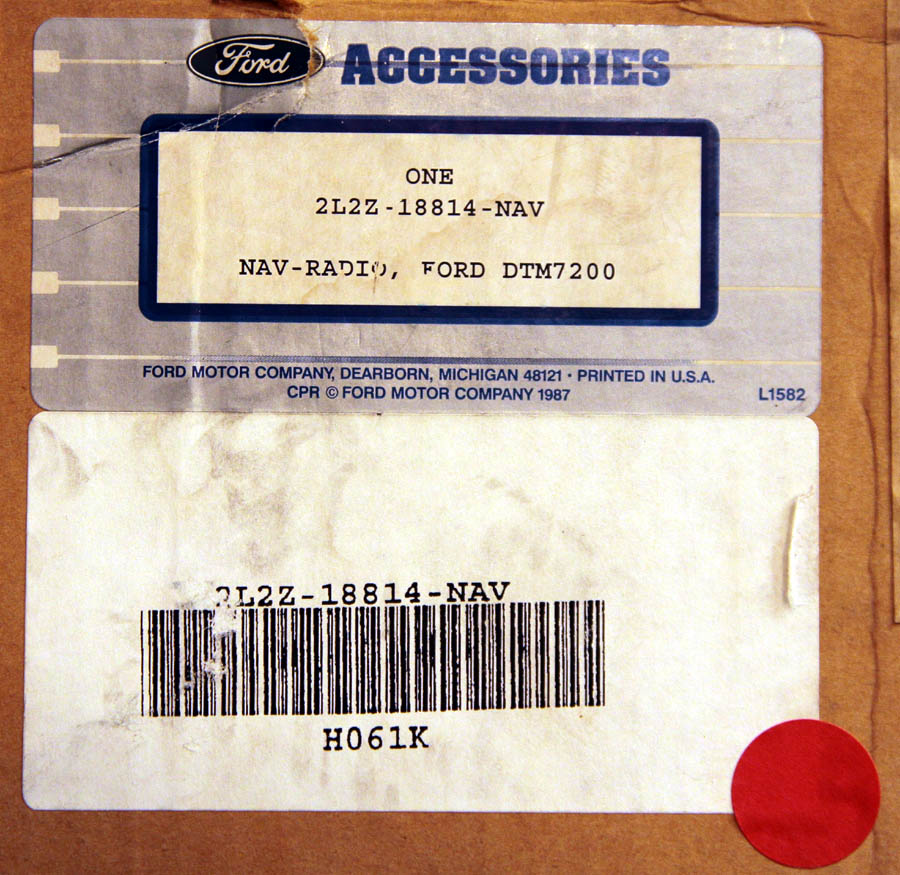 Ford ACCESSORIES
ONE
2L2Z-18814-NAV
NAV-RADIO, FORD DTM7200
FORD MOTOR COMPANY, DEARBORN, MICHIGAN 48121 · PRINTED IN U.S.A.
CPR © FORD MOTOR COMPANY 1987
L1582
2L2Z-18814-NAV
H061K